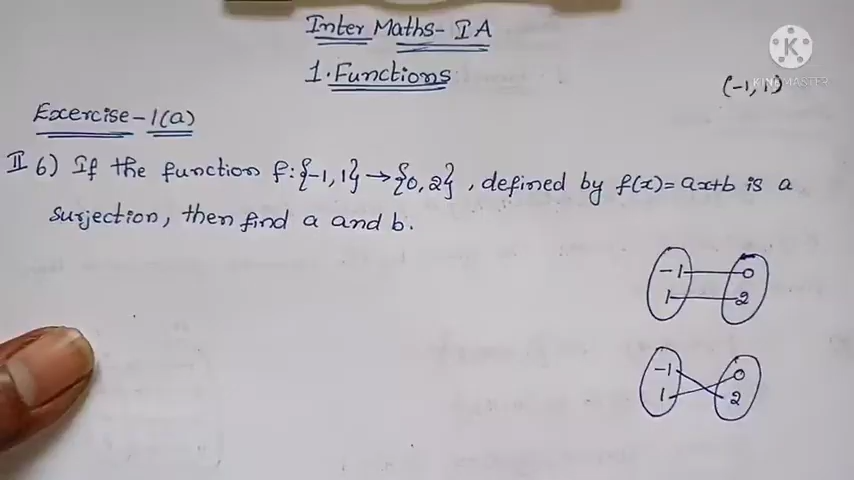 Inter Maths- IA
1. Functions
K
KINEMASTER
(-1, 1)
Exercise-1(a)
II 6) If the function f:{-1, 1} → {0, 2}, defined by f(x)= ax+b is a
surjection, then find a and b.
-1 0
1 2
-1 0
1 2